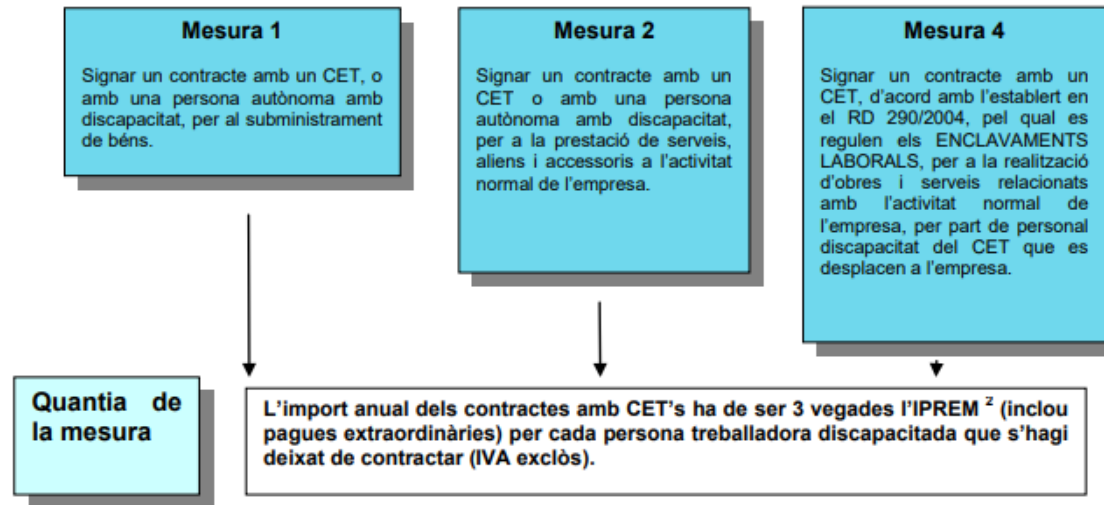 Mesura 1
Signar un contracte amb un CET, o
amb una persona autònoma amb
discapacitat, per al subministrament
de béns.
Mesura 2
Signar un contracte amb un
CET o amb una persona
autònoma amb discapacitat,
per a la prestació de serveis,
aliens i accessoris a l'activitat
normal de l'empresa.
Mesura 4
Signar un contracte amb un
CET, d'acord amb l'establert en
el RD 290/2004, pel qual es
regulen els ENCLAVAMENTS
LABORALS, per a la realització
d'obres i serveis relacionats
amb l'activitat normal de
l'empresa, per part de personal
discapacitat del CET que es
desplacen a l'empresa.
Quantia de
la mesura
L'import anual dels contractes amb CET's ha de ser 3 vegades l'IPREM ² (inclou
pagues extraordinàries) per cada persona treballadora discapacitada que s'hagi
deixat de contractar (IVA exclòs).